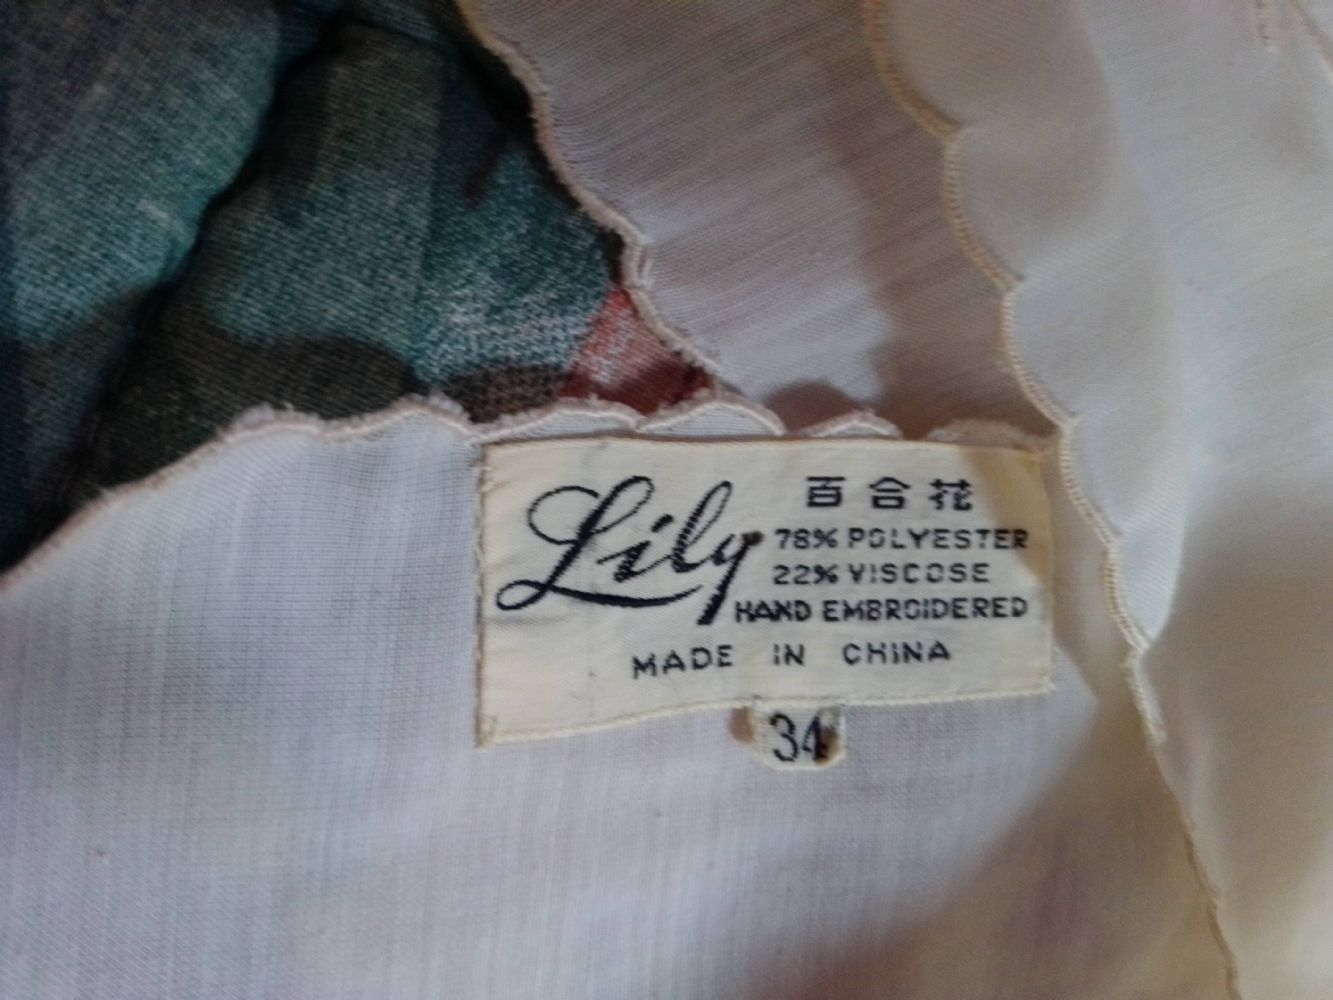 Lily
百合花
78% POLYESTER
22% VISCOSE
HAND EMBROIDERED
MADE IN CHINA
34